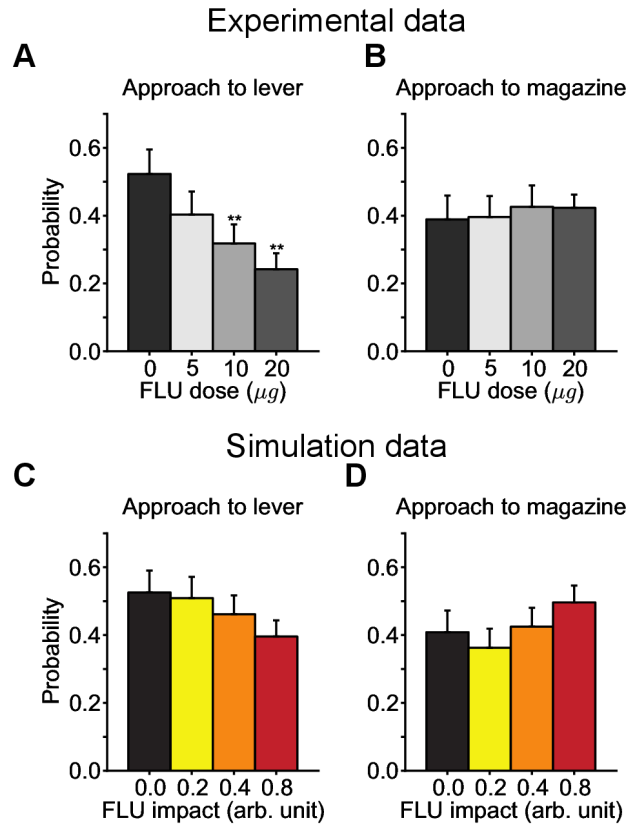 Experimental data
A B
Approach to lever Approach to magazine
Probability
0.6
0.4
0.2
0.0
** **
0 5 10 20
FLU dose (μg)
0.6
0.4
0.2
0.0
0 5 10 20
FLU dose (μg)
Simulation data
C D
Approach to lever Approach to magazine
Probability
0.6
0.4
0.2
0.0
0.0 0.2 0.4 0.8
FLU impact (arb. unit)
0.6
0.4
0.2
0.0
0.0 0.2 0.4 0.8
FLU impact (arb. unit)